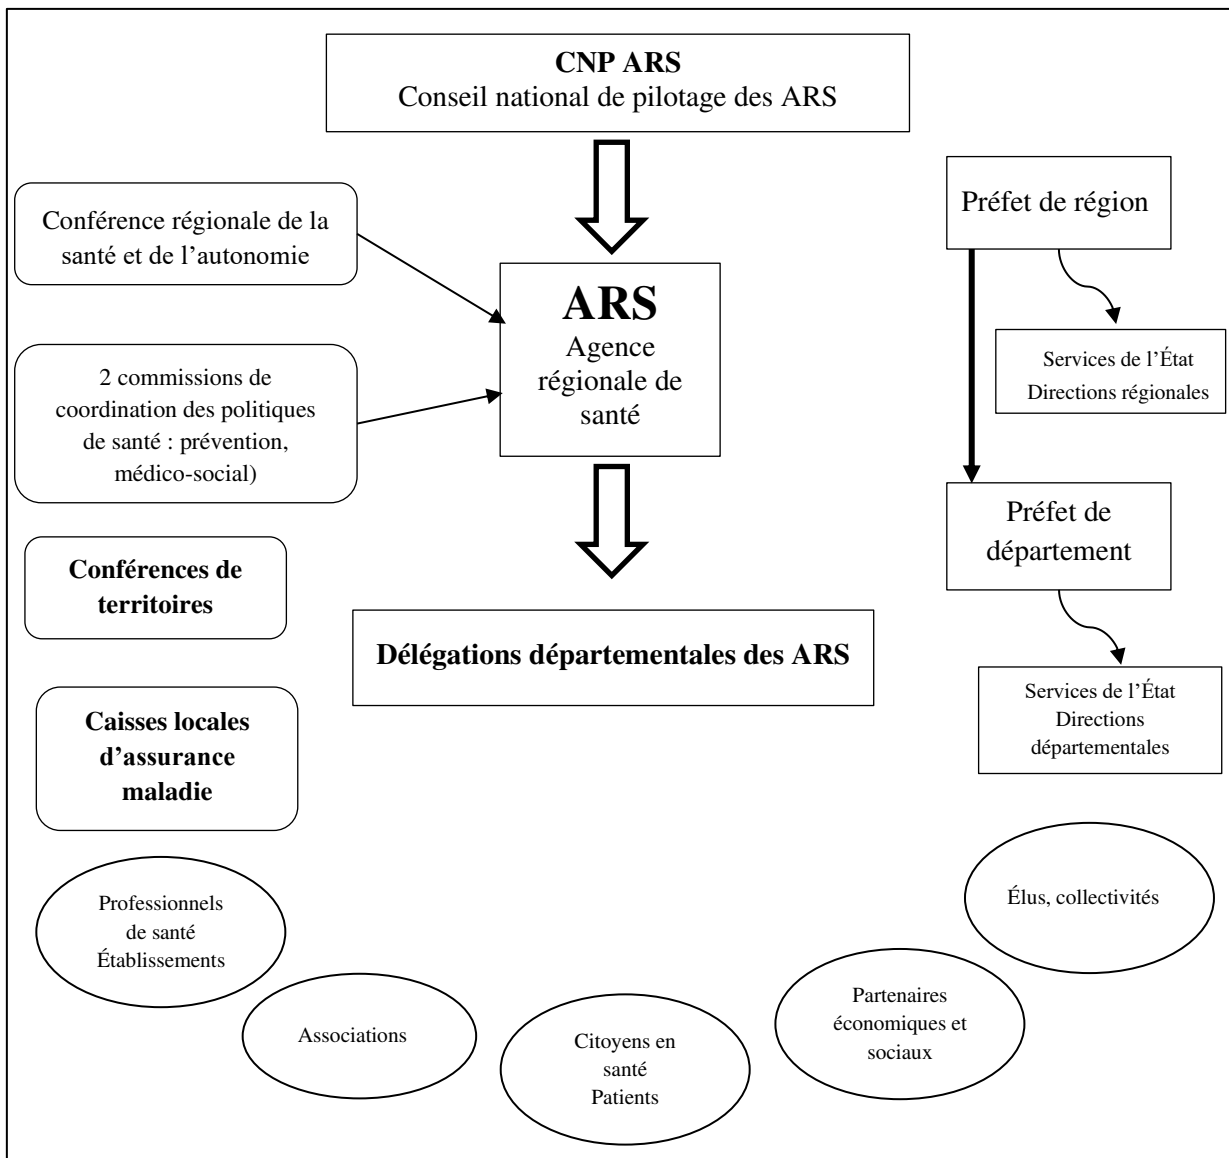 CNP ARS
Conseil national de pilotage des ARS
Conférence régionale de la
santé et de l’autonomie
ARS
Agence
régionale de
santé
Préfet de région
Services de l’État
Directions régionales
2 commissions de
coordination des politiques
de santé : prévention,
médico-social)
Préfet de
département
Conférences de
territoires
Délégations départementales des ARS
Services de l’État
Directions
départementales
Caisses locales
d’assurance
maladie
Professionnels
de santé
Établissements
Associations
Citoyens en
santé
Patients
Partenaires
économiques et
sociaux
Élus, collectivités